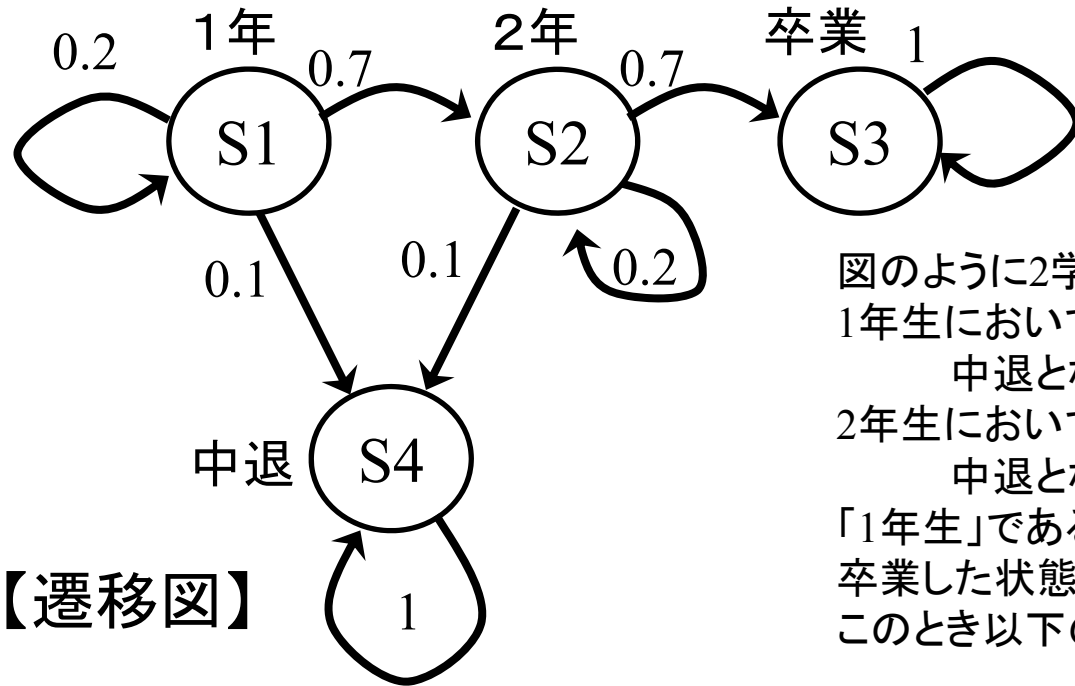 1年
2年
卒業
0.2
0.7
0.7
1
S1
S2
S3
0.1
0.1
0.2
中退
S4
1
【遷移図】
図のように2学
1年生におい
中退と
2年生におい
中退と
「1年生」であ
卒業した状態
このとき以下